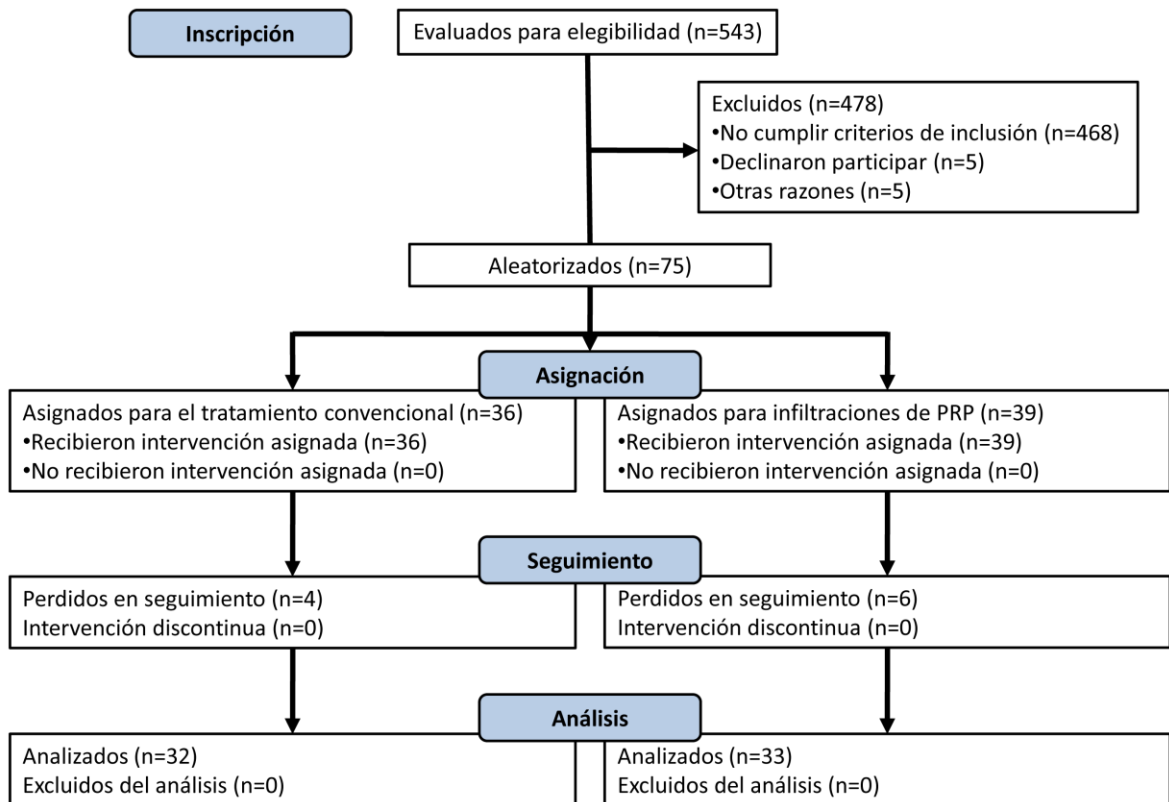 Inscripción
Evaluados para elegibilidad (n=543)
Excluidos (n=478)
•No cumplir criterios de inclusión (n=468)
•Declinaron participar (n=5)
•Otras razones (n=5)
Aleatorizados (n=75)
Asignación
Asignados para el tratamiento convencional (n=36)
•Recibieron intervención asignada (n=36)
•No recibieron intervención asignada (n=0)
Asignados para infiltraciones de PRP (n=39)
•Recibieron intervención asignada (n=39)
•No recibieron intervención asignada (n=0)
Seguimiento
Perdidos en seguimiento (n=4)
Intervención discontinua (n=0)
Perdidos en seguimiento (n=6)
Intervención discontinua (n=0)
Análisis
Analizados (n=32)
Excluidos del análisis (n=0)
Analizados (n=33)
Excluidos del análisis (n=0)